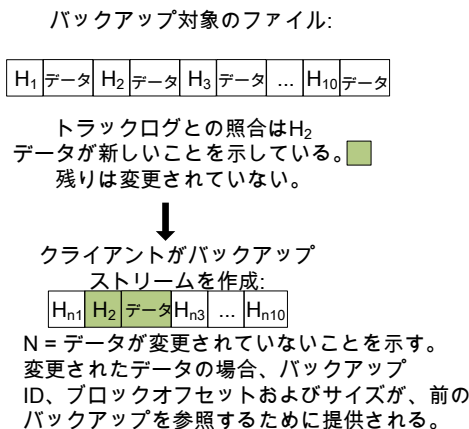 バックアップ対象のファイル:
H1 データ H2 データ H3 データ ... H10 データ
トラックログとの照合はH2
データが新しいことを示している。
残りは変更されていない。
クライアントがバックアップ
ストリームを作成:
Hn1 H2 データ Hn3 ... Hn10
N = データが変更されていないことを示す。
変更されたデータの場合、バックアップ
ID、ブロックオフセットおよびサイズが、前の
バックアップを参照するために提供される。